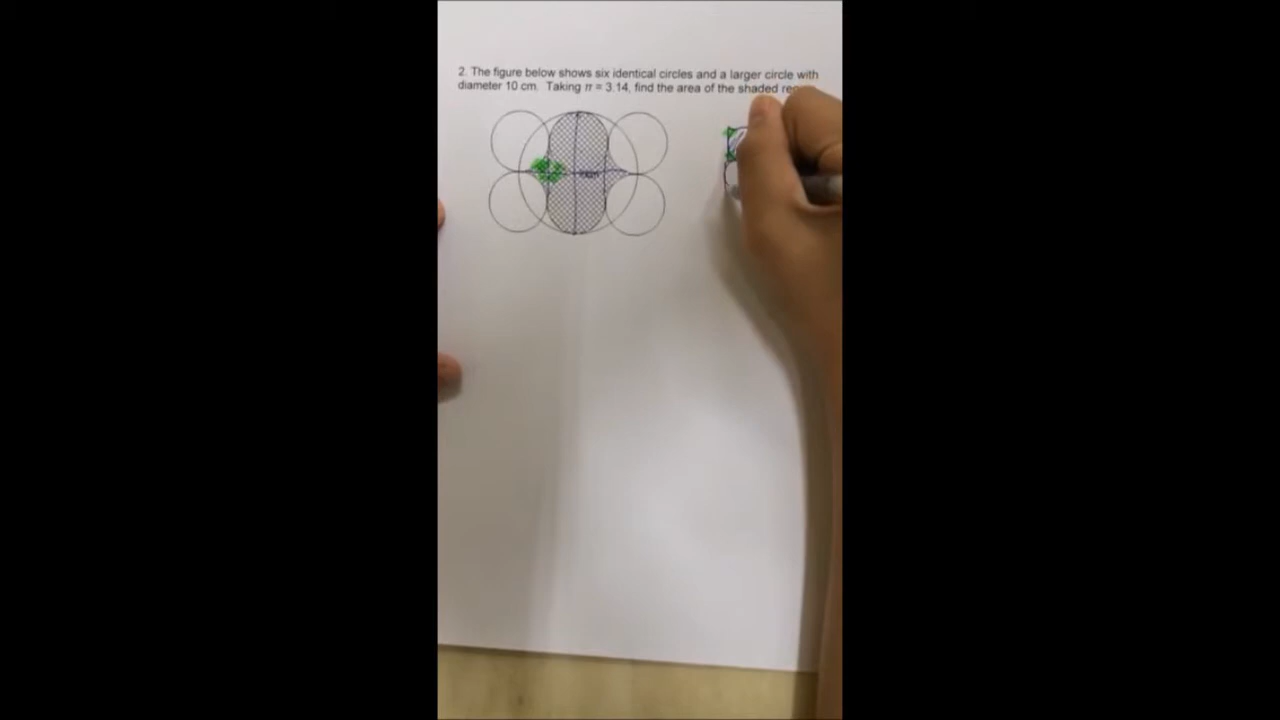 2. The figure below shows six identical circles and a larger circle with
diameter 10 cm. Taking π = 3.14, find the area of the shaded